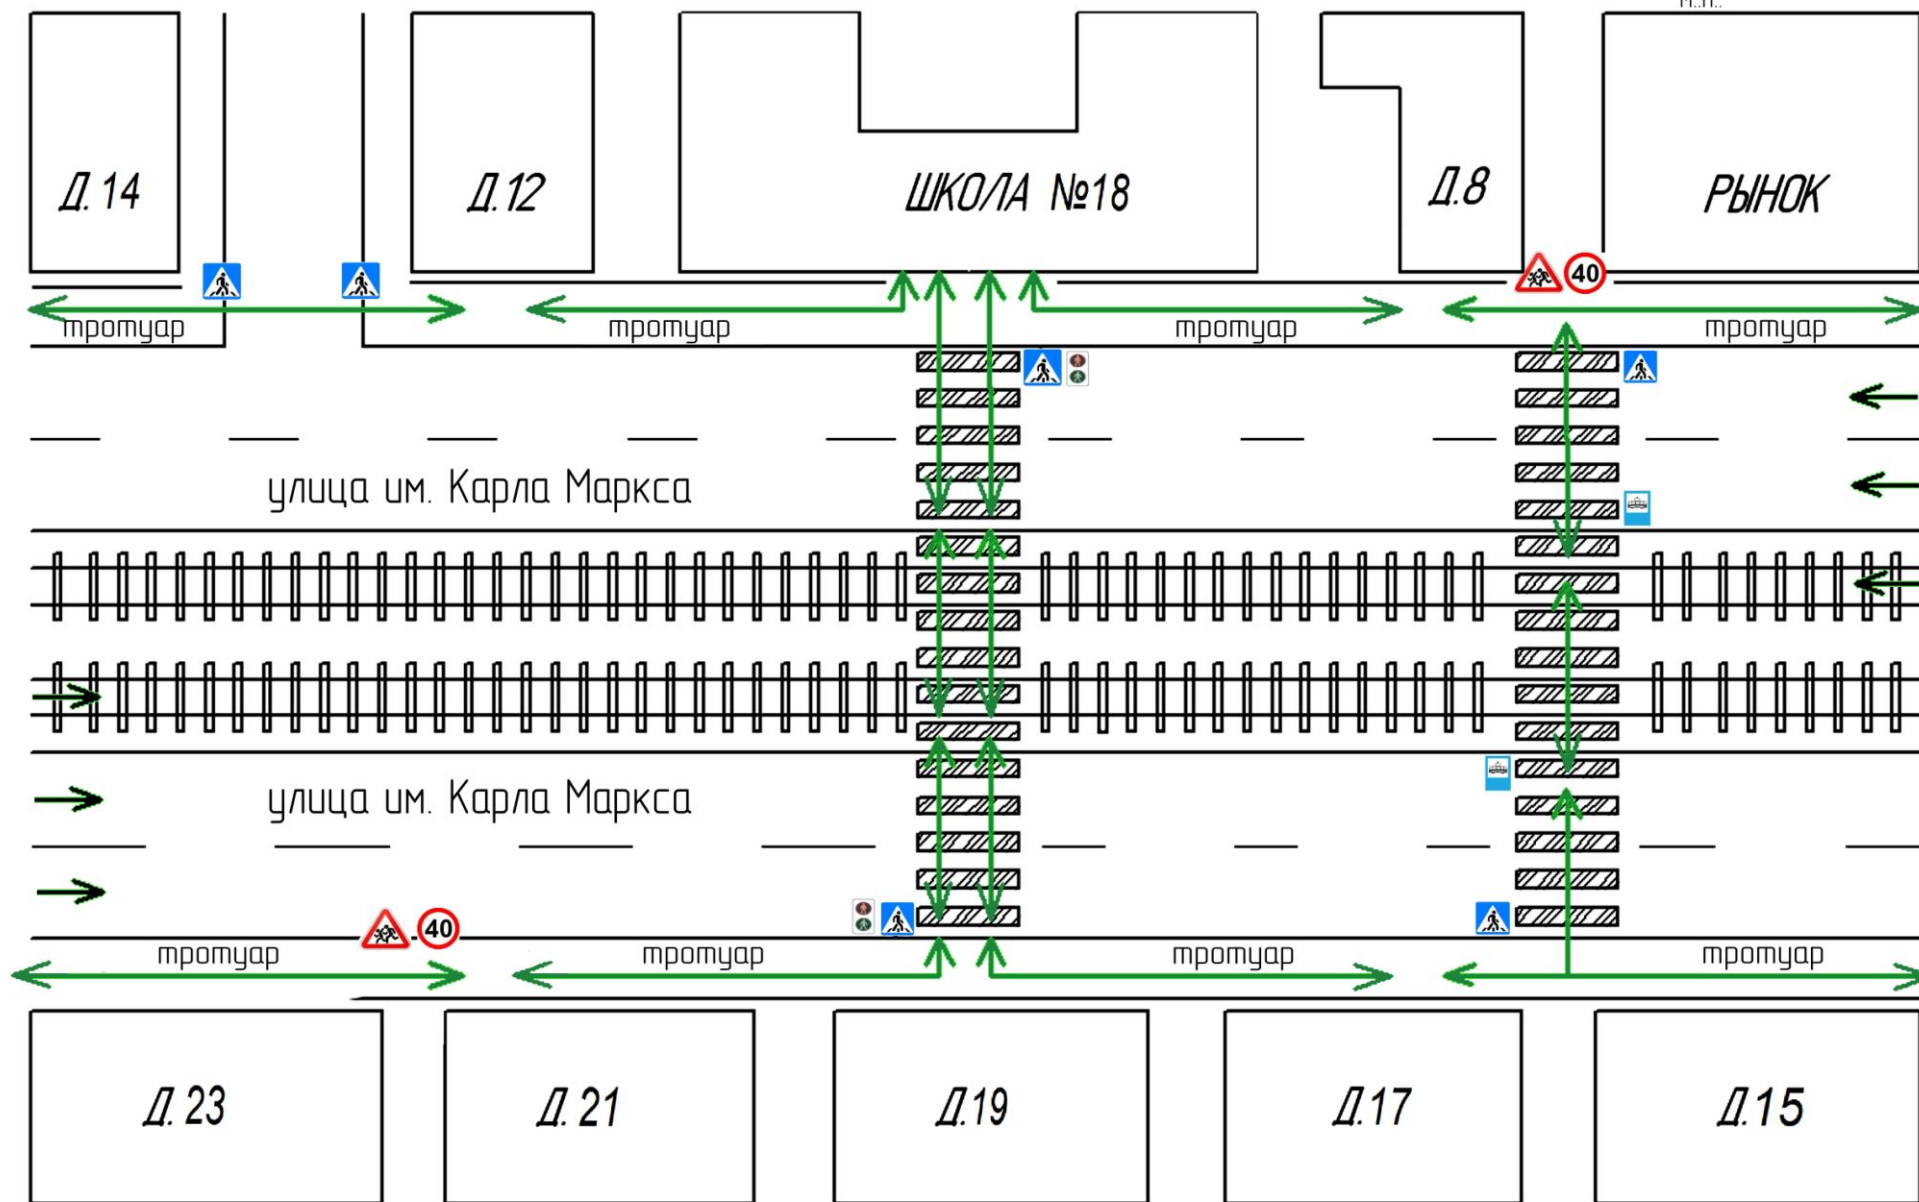 Д. 14
Д. 12
ШКОЛА №18
Д.8
РЫНОК
40
тротуар
тротуар
тротуар
тротуар
улица им. Карла Маркса
улица им. Карла Маркса
40
тротуар
тротуар
тротуар
тротуар
Д. 23
Д. 21
Д.19
Д.17
Д.15